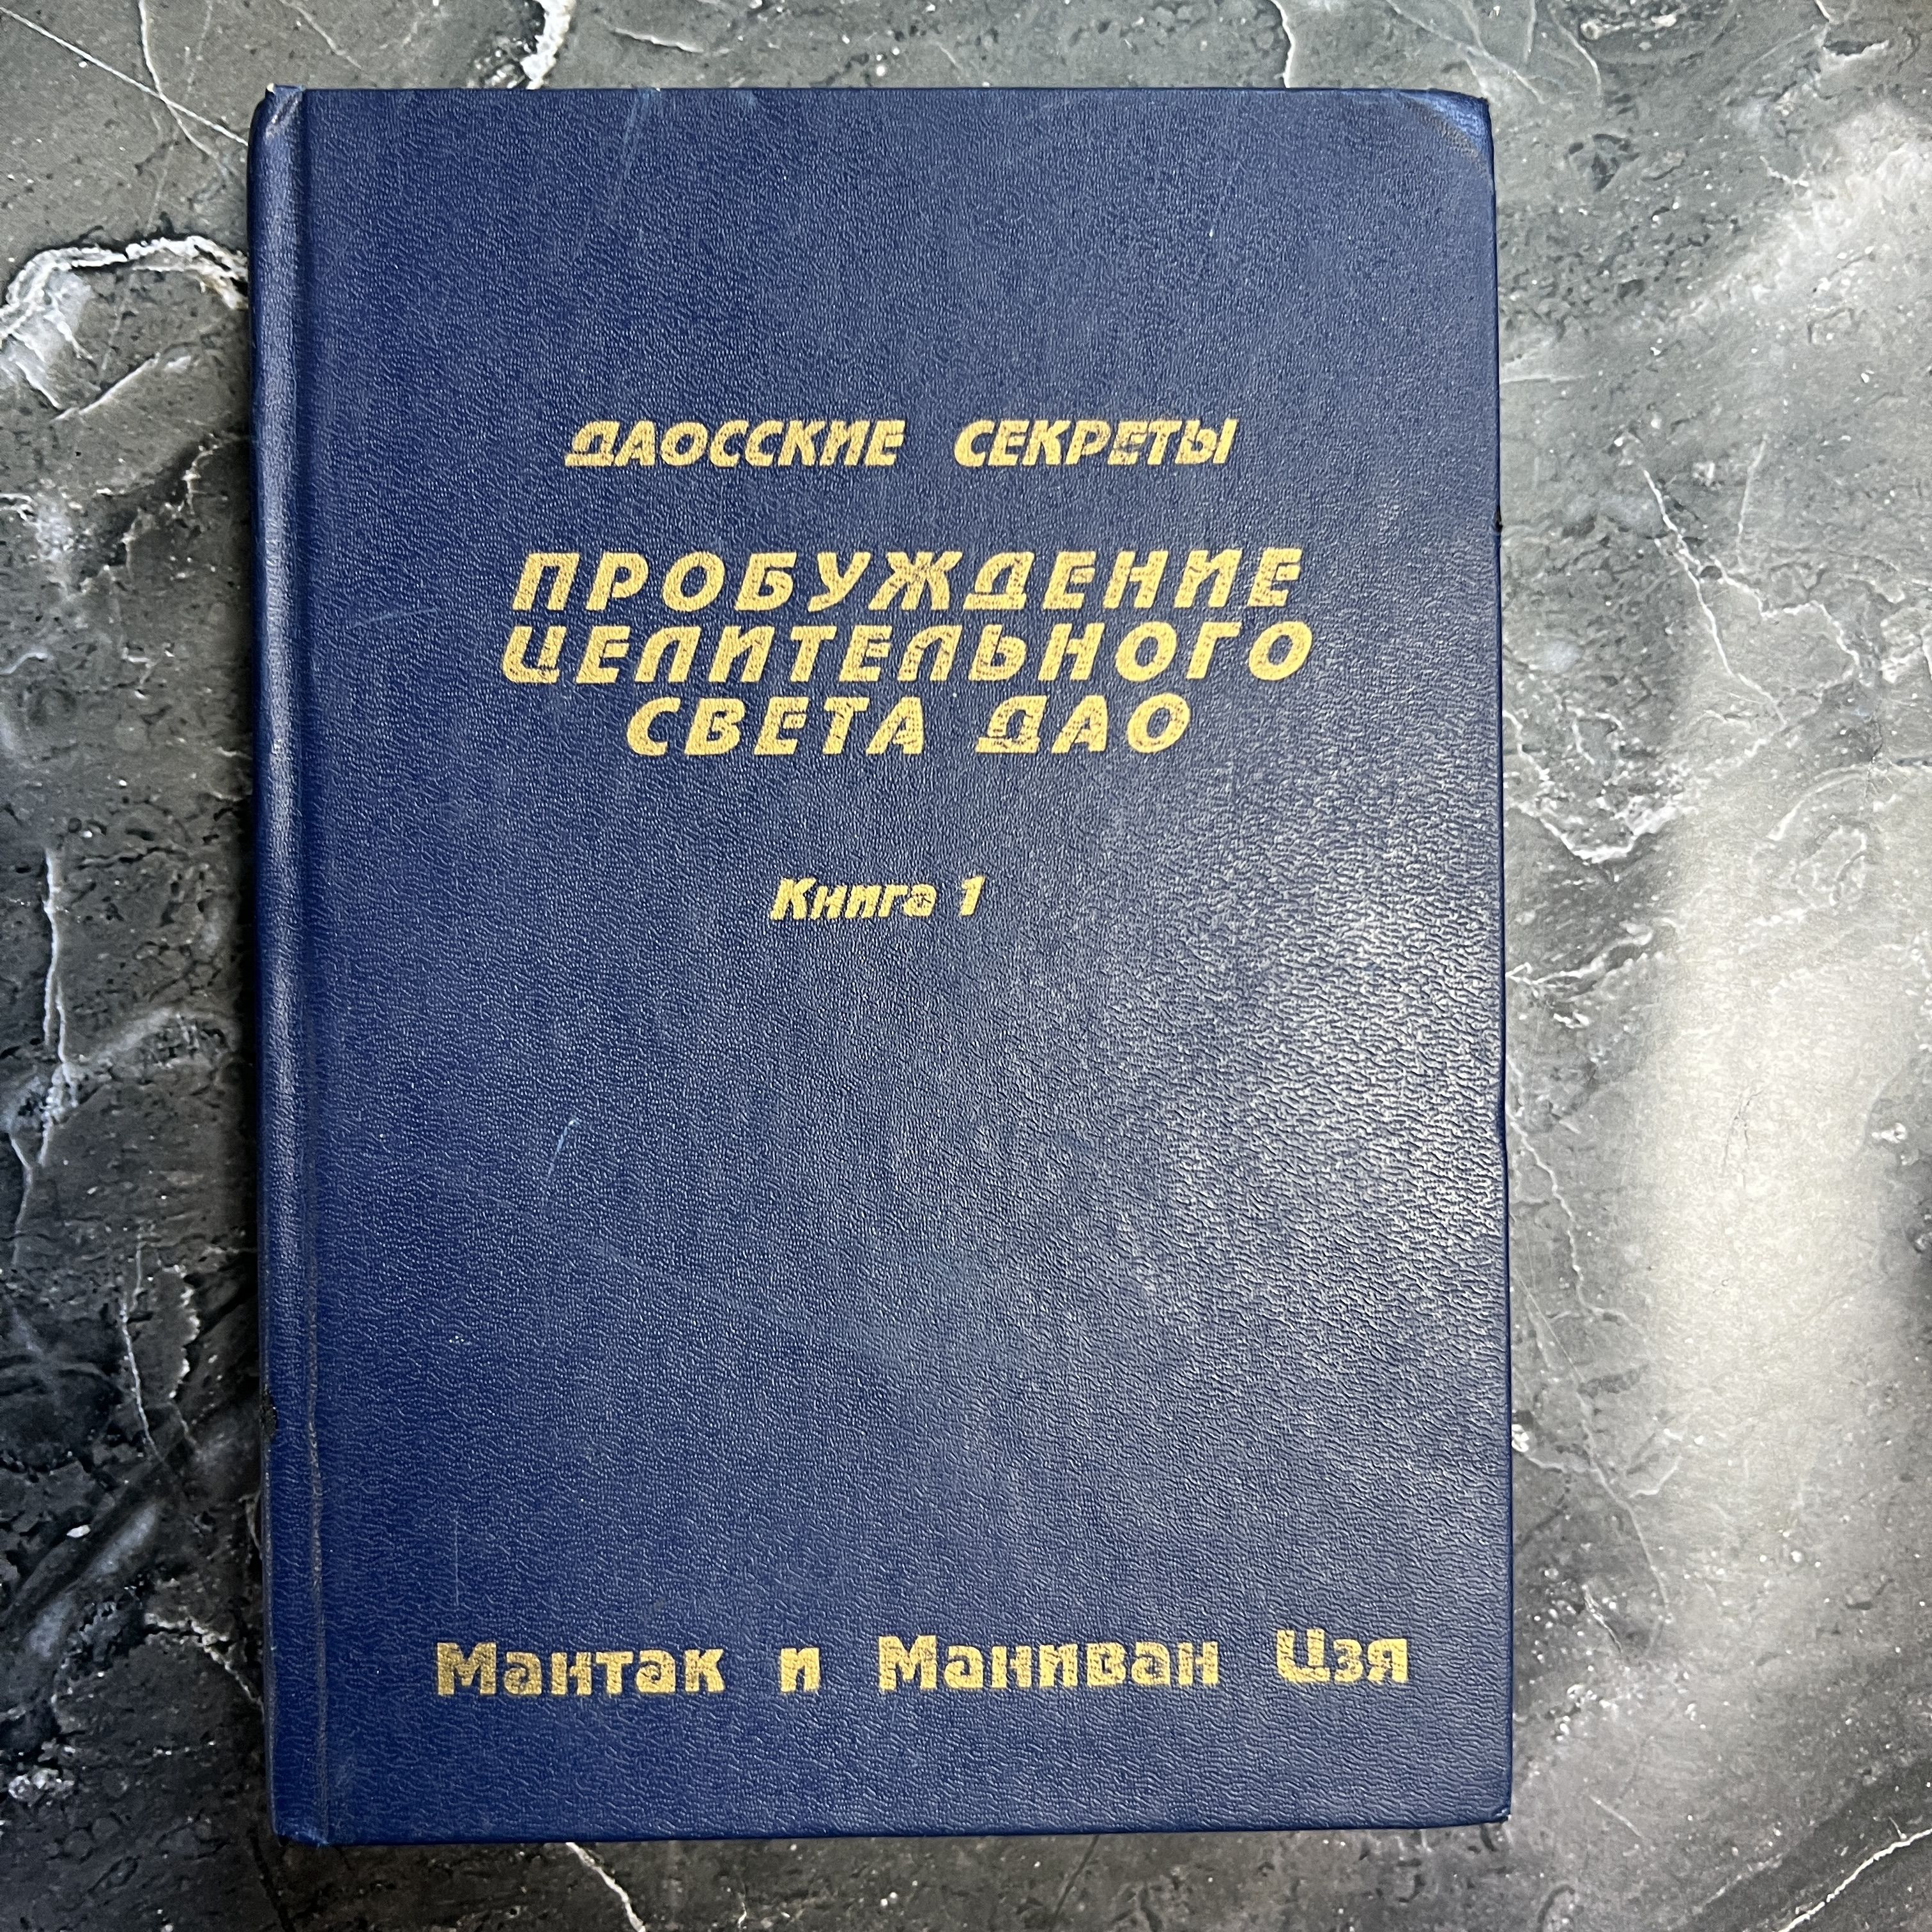 ДАОССКИЕ СЕКРЕТЫ
ПРОБУЖДЕНИЕ
ЦЕЛИТЕЛЬНОГО
СВЕТА ДАО
Книга 1
Мантак и Маниван Цзя